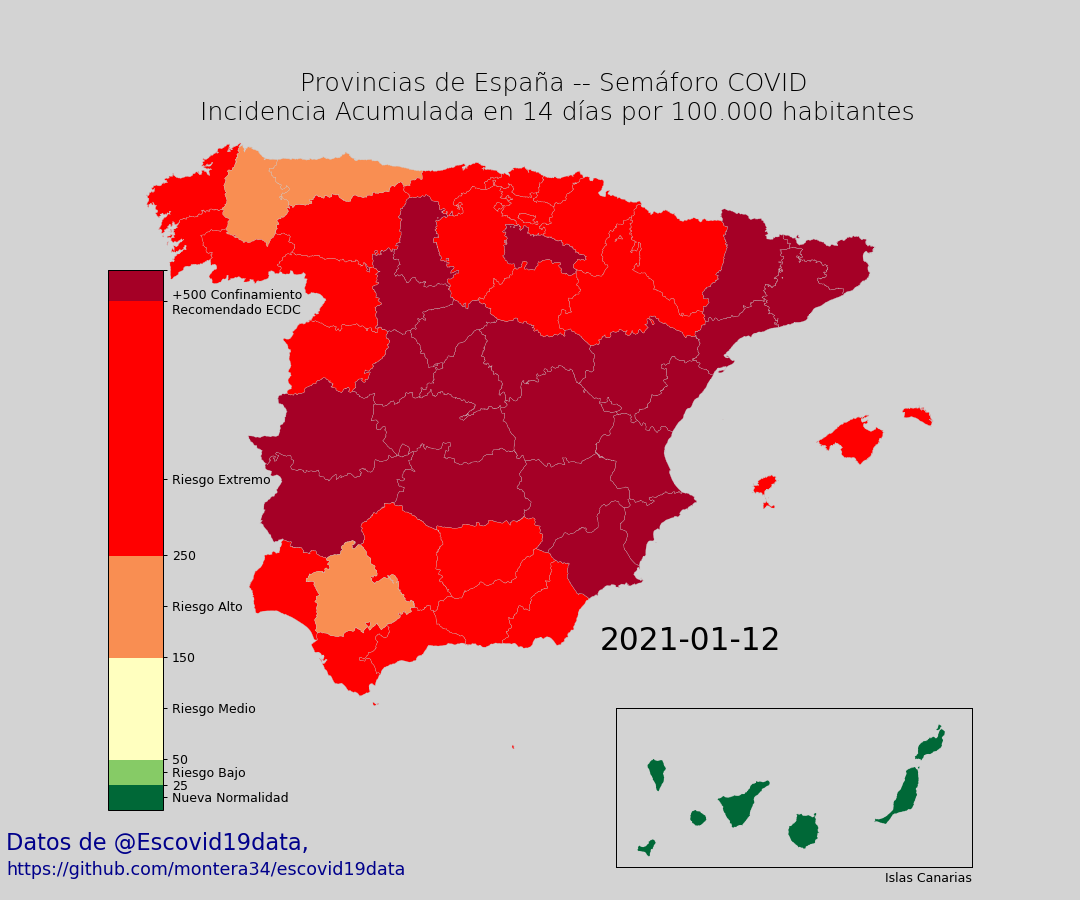 Provincias de España -- Semáforo COVID
Incidencia Acumulada en 14 días por 100.000 habitantes
+500 Confinamiento
Recomendado ECDC
Riesgo Extremo
250
Riesgo Alto
150
Riesgo Medio
50
Riesgo Bajo
25
Nueva Normalidad
2021-01-12
Islas Canarias
Datos de @Escovid19data,
https://github.com/montera34/escovid19data